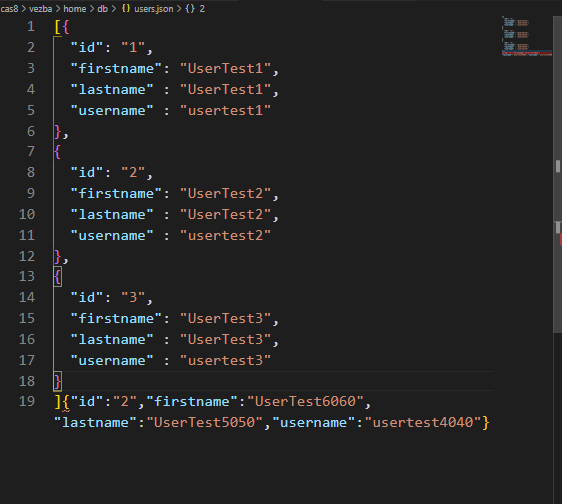 cas8 > vezba > home > db > {} users.json > {} 2
1 [{
2 "id": "1",
3 "firstname": "UserTest1",
4 "lastname" : "UserTest1",
5 "username" : "usertest1"
6 },
7 {
8 "id": "2",
9 "firstname": "UserTest2",
10 "lastname" : "UserTest2",
11 "username" : "usertest2"
12 },
13 {
14 "id": "3",
15 "firstname": "UserTest3",
16 "lastname" : "UserTest3",
17 "username" : "usertest3"
18 }
19 ]{"id":"2","firstname":"UserTest6060",
"lastname":"UserTest5050","username":"usertest4040"}